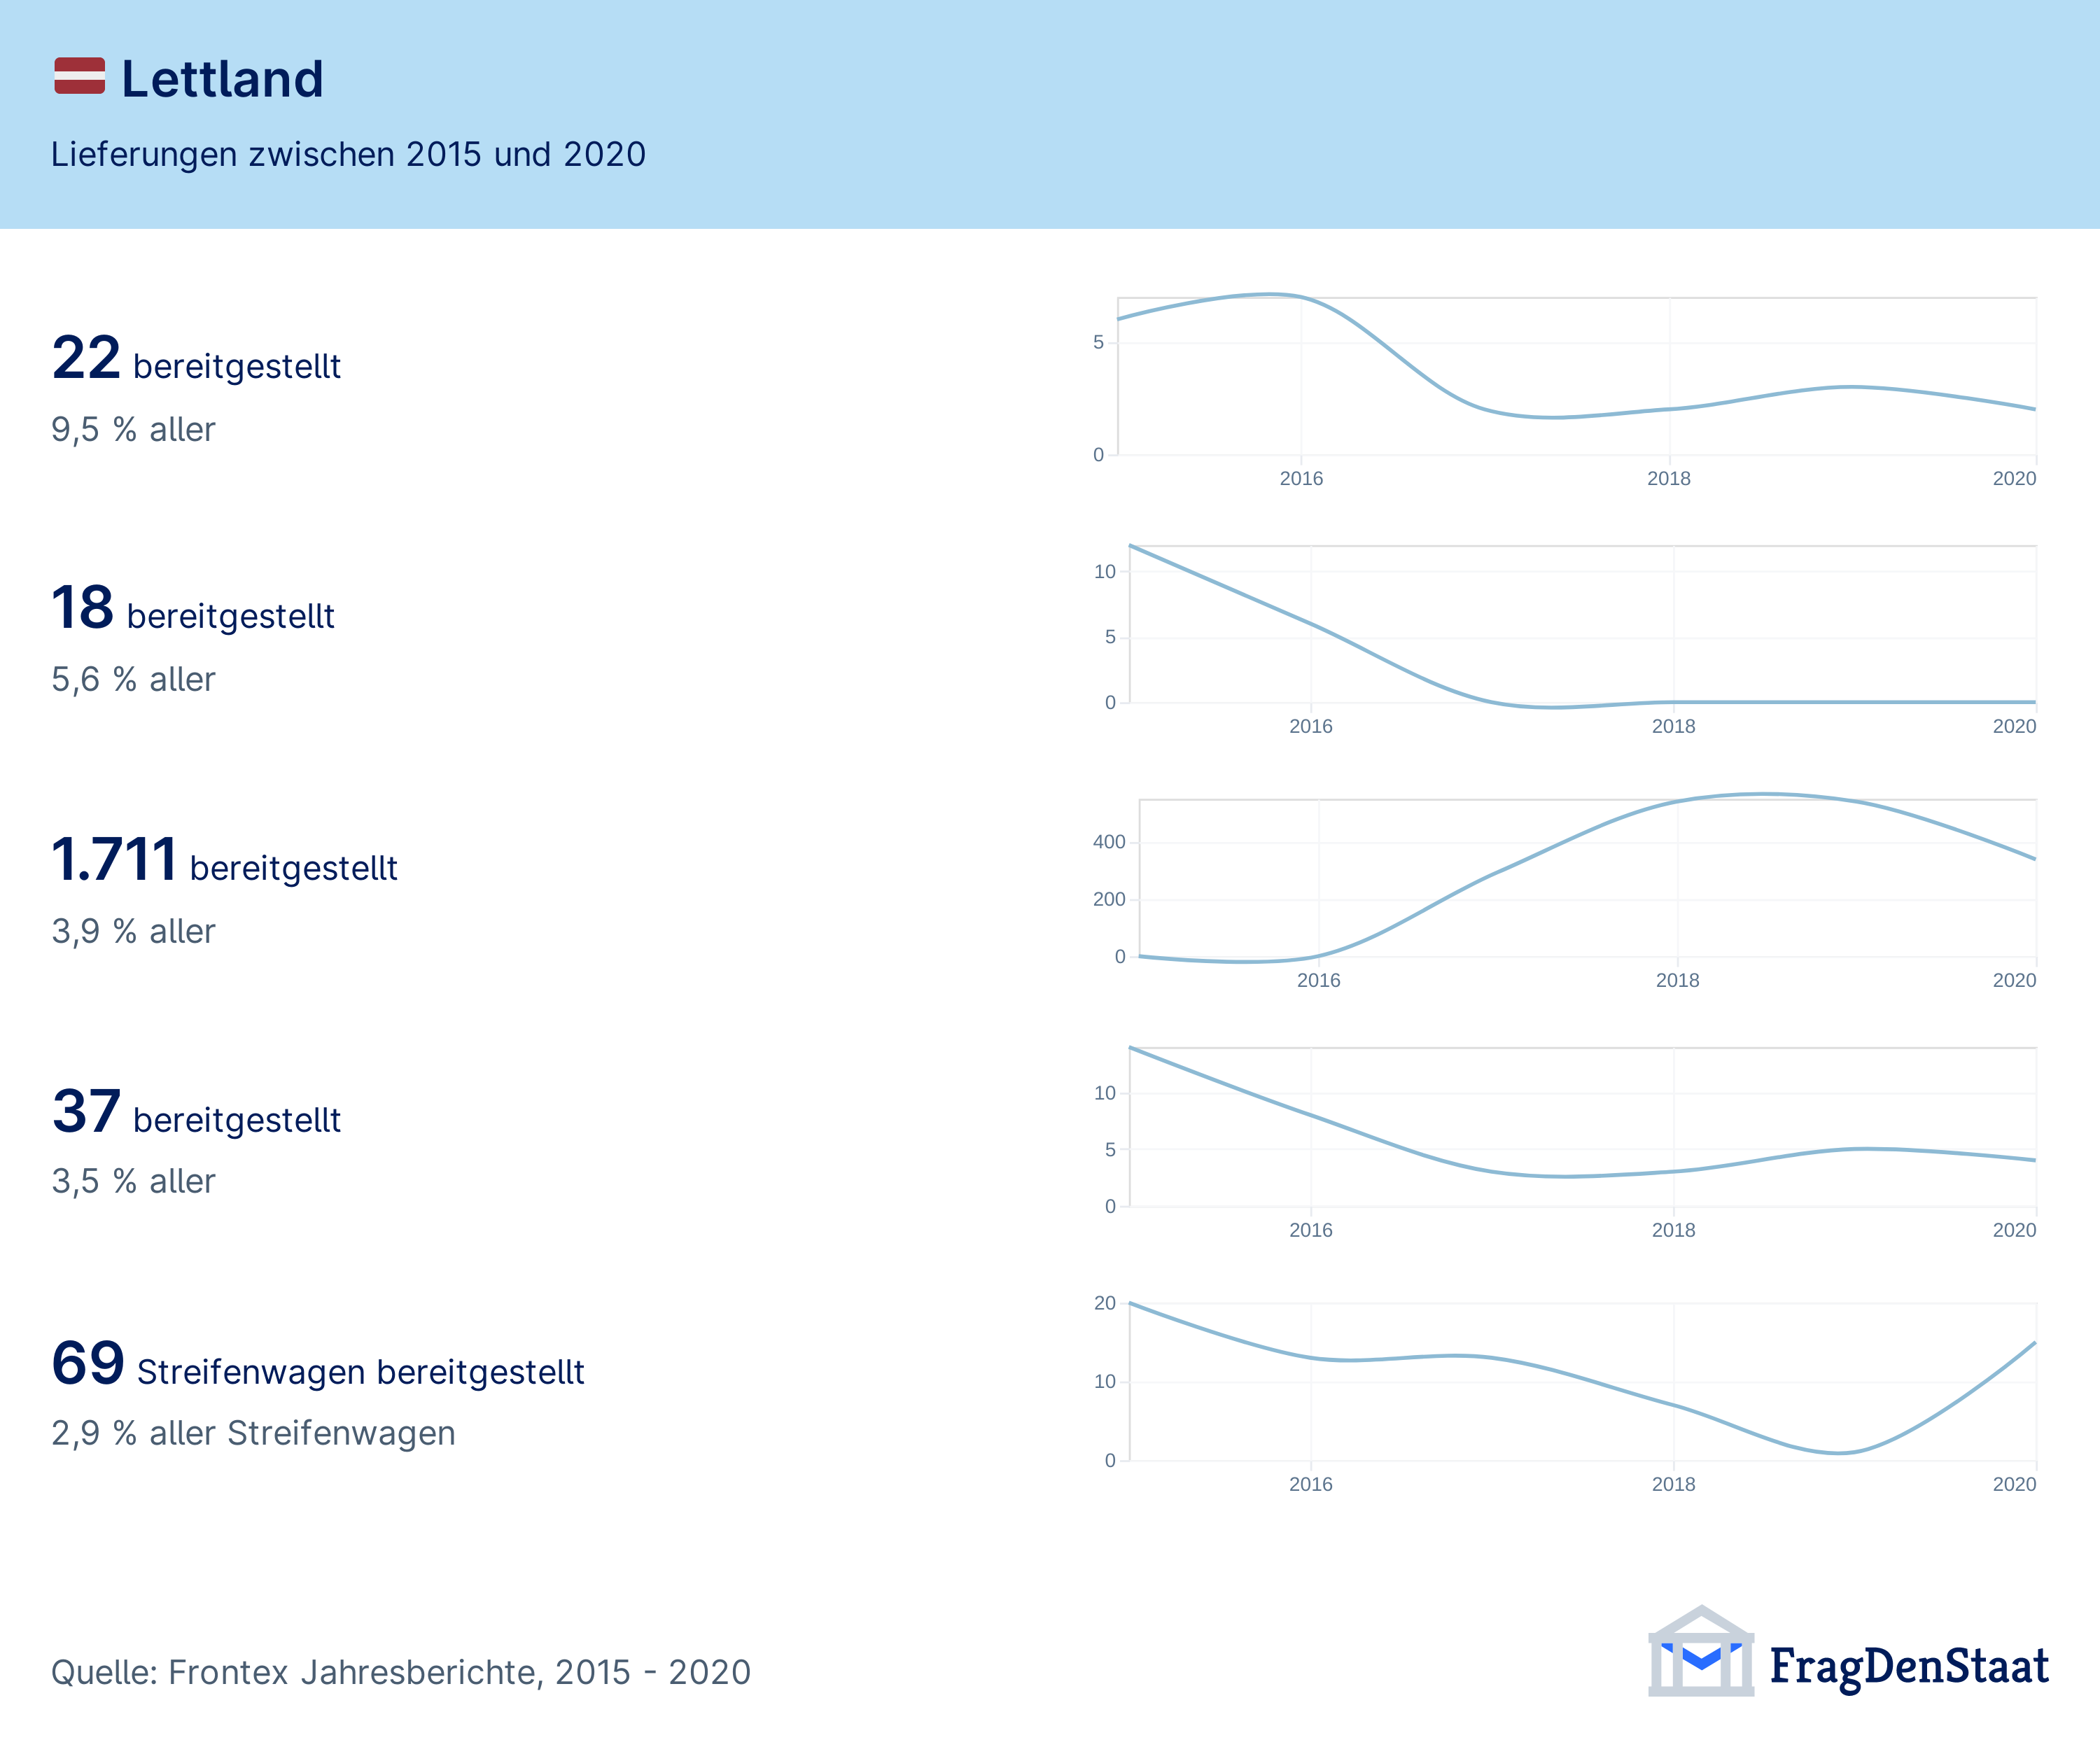 Lettland
Lieferungen zwischen 2015 und 2020
22 bereitgestellt
9,5 % aller
5
0
2016
2018
2020
18 bereitgestellt
5,6 % aller
10
5
0
2016
2018
2020
1.711 bereitgestellt
3,9 % aller
400
200
0
2016
2018
2020
37 bereitgestellt
3,5 % aller
10
5
0
2016
2018
2020
69 Streifenwagen bereitgestellt
2,9 % aller Streifenwagen
20
10
0
2016
2018
2020
Quelle: Frontex Jahresberichte, 2015 - 2020
FragDenStaat